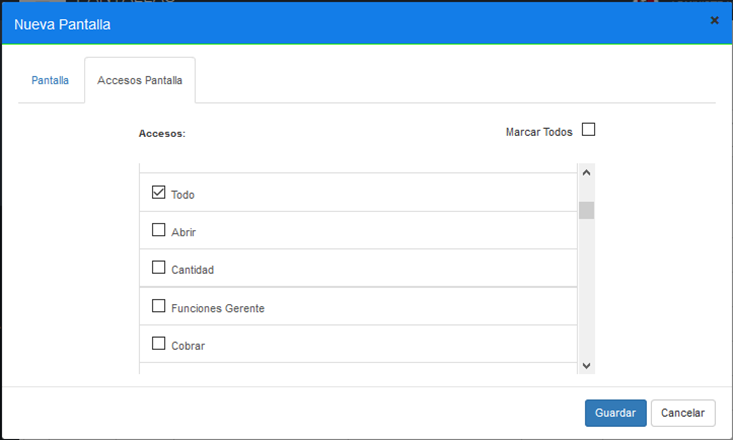 Nueva Pantalla
Pantalla
Accesos Pantalla
Accesos:
Marcar Todos
Todo
Abrir
Cantidad
Funciones Gerente
Cobrar
Guardar
Cancelar